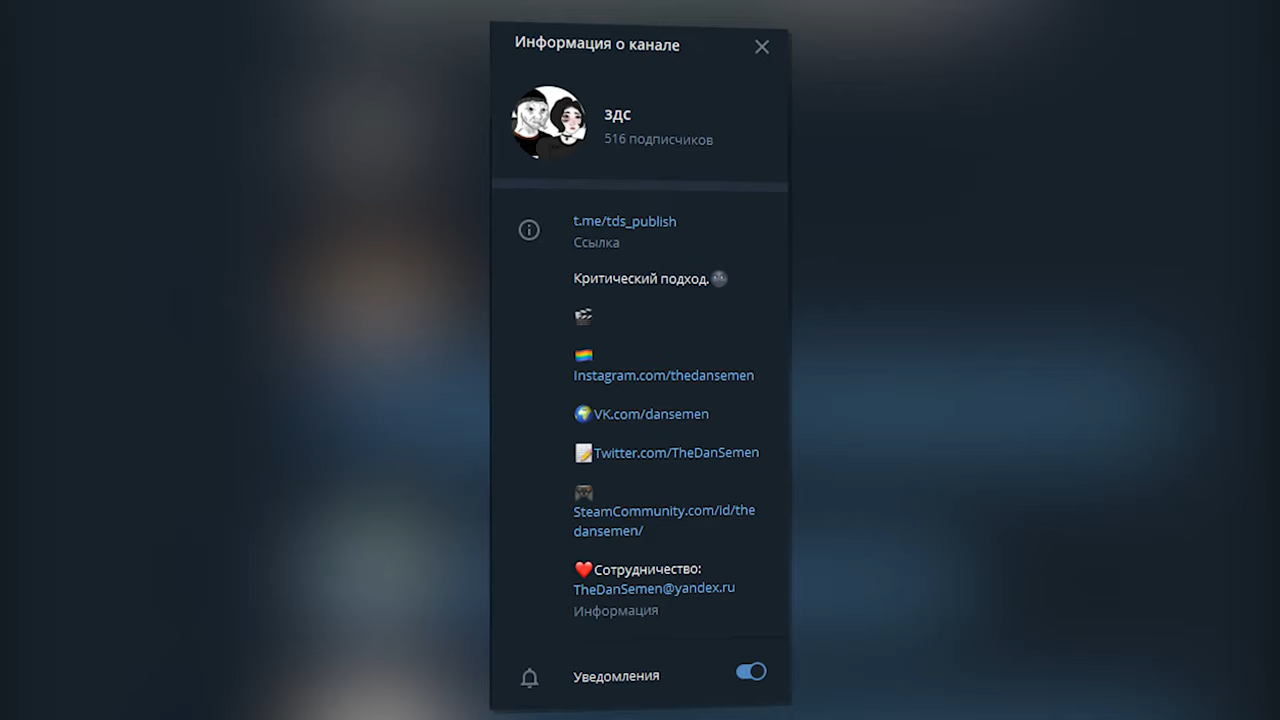 Информация о канале
ЗДС
516 подписчиков
t.me/tds_publish
Ссылка
Критический подход.🌚
🎬
🏳️‍🌈
Instagram.com/thedansemen
🌍VK.com/dansemen
📝Twitter.com/TheDanSemen
🎮
SteamCommunity.com/id/the
dansemen/
❤️Сотрудничество:
TheDanSemen@yandex.ru
Информация
Уведомления